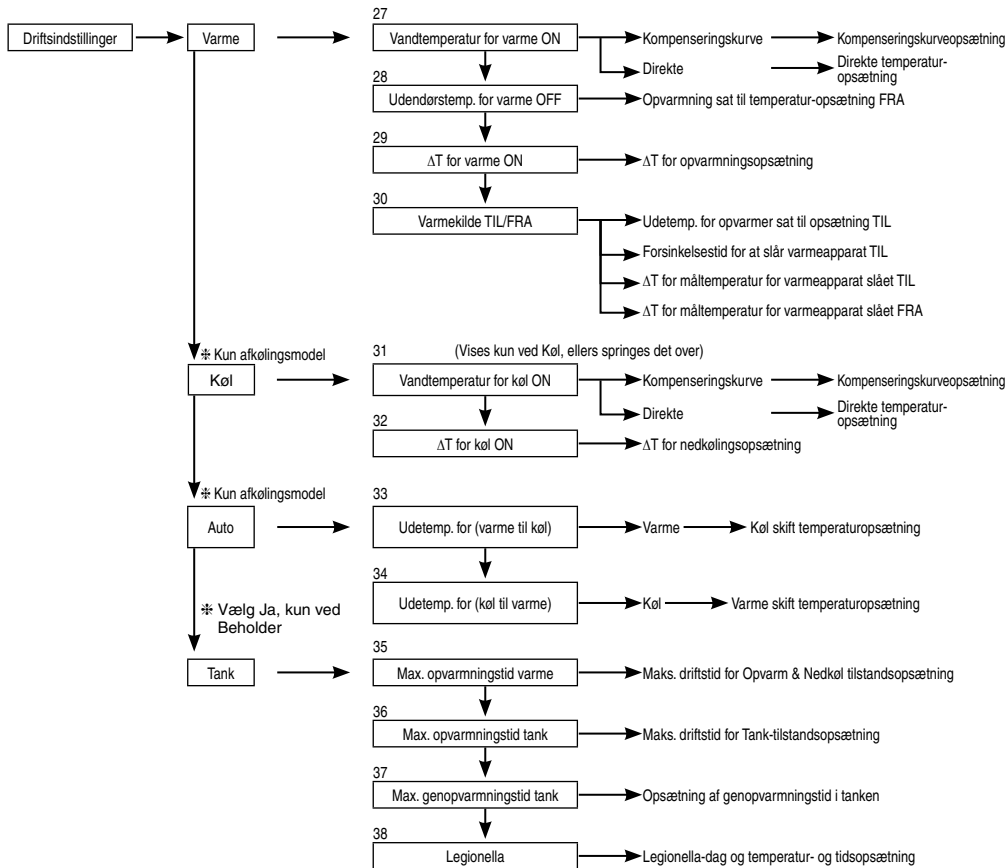 27
Driftsindstillinger
Varme
Vandtemperatur for varme ON
Kompenseringskurve
Kompenseringskurveopsætning
Direkte
Direkte temperatur-
opsætning
28
Udendørstemp. for varme OFF
Opvarmning sat til temperatur-opsætning FRA
29
ΔT for varme ON
ΔT for opvarmningsopsætning
30
Varmekilde TIL/FRA
Udetemp. for opvarmer sat til opsætning TIL
Forsinkelsestid for at slår varmeapparat TIL
ΔT for måltemperatur for varmeapparat slået TIL
ΔT for måltemperatur for varmeapparat slået FRA
❉ Kun afkølingsmodel
31
(Vises kun ved Køl, ellers springes det over)
Køl
Vandtemperatur for køl ON
Kompenseringskurve
Kompenseringskurveopsætning
Direkte
Direkte temperatur-
opsætning
32
ΔT for køl ON
ΔT for nedkølingsopsætning
❉ Kun afkølingsmodel
33
Auto
Udetemp. for (varme til køl)
Varme
Køl skift temperaturopsætning
34
Udetemp. for (køl til varme)
Køl
Varme skift temperaturopsætning
❉ Vælg Ja, kun ved
Beholder
35
Tank
Max. opvarmningstid varme
Maks. driftstid for Opvarm & Nedkøl tilstandsopsætning
36
Max. opvarmningstid tank
Maks. driftstid for Tank-tilstandsopsætning
37
Max. genopvarmningstid tank
Opsætning af genopvarmningstid i tanken
38
Legionella
Legionella-dag og temperatur- og tidsopsætning